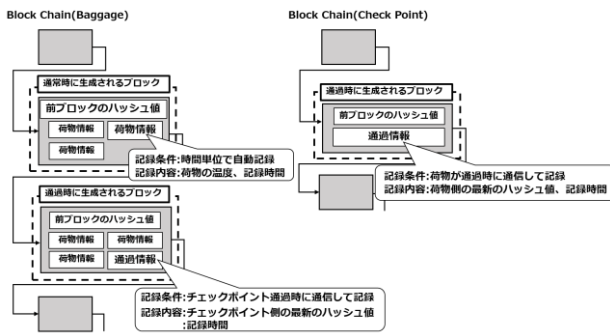 Block Chain(Baggage)
通常時に生成されるブロック
前ブロックのハッシュ値
荷物情報
荷物情報
荷物情報
記録条件:時間単位で自動記録
記録内容:荷物の温度、記録時間
通過時に生成されるブロック
前ブロックのハッシュ値
荷物情報
荷物情報
荷物情報
通過情報
記録条件:チェックポイント通過時に通信して記録
記録内容:チェックポイント側の最新のハッシュ値
:記録時間
Block Chain(Check Point)
通過時に生成されるブロック
前ブロックのハッシュ値
通過情報
記録条件:荷物が通過時に通信して記録
記録内容:荷物側の最新のハッシュ値、記録時間